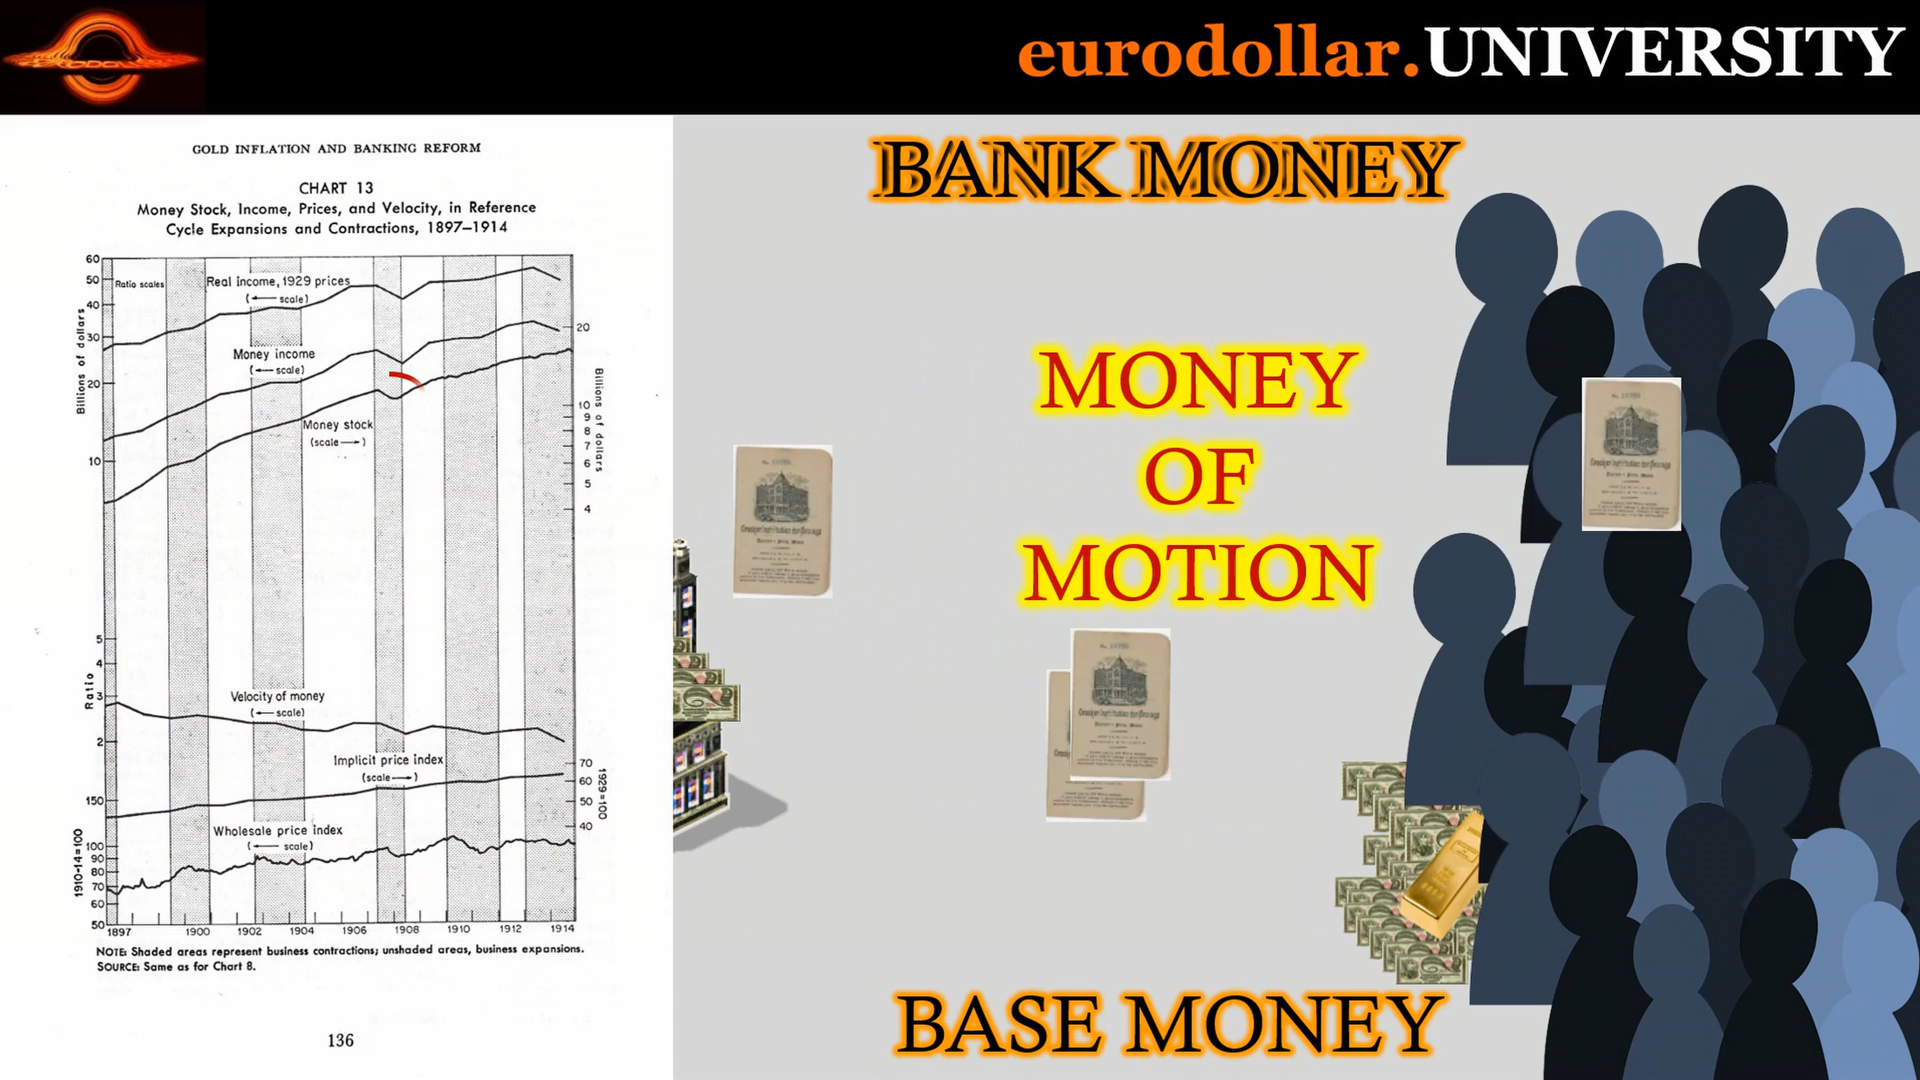 eurodollar.UNIVERSITY
GOLD INFLATION AND BANKING REFORM
CHART 13
Money Stock, Income, Prices, and Velocity, in Reference
Cycle Expansions and Contractions, 1897–1914
Billions of dollars
60
50
40
30
20
10
Ratio scales
Real income, 1929 prices
(← scale)
Money income
(← scale)
Money stock
(scale →)
20
10
9
8
7
6
5
4
Billions of dollars
Ratio
5
4
3
2
Velocity of money
(← scale)
Implicit price index
(scale →)
70
60
50
40
1929=100
1910-14=100
150
100
90
80
70
60
50
Wholesale price index
(← scale)
1897 1900 1902 1904 1906 1908 1910 1912 1914
NOTE: Shaded areas represent business contractions; unshaded areas, business expansions.
SOURCE: Same as for Chart 8.
136
BANK MONEY
MONEY
OF
MOTION
BASE MONEY